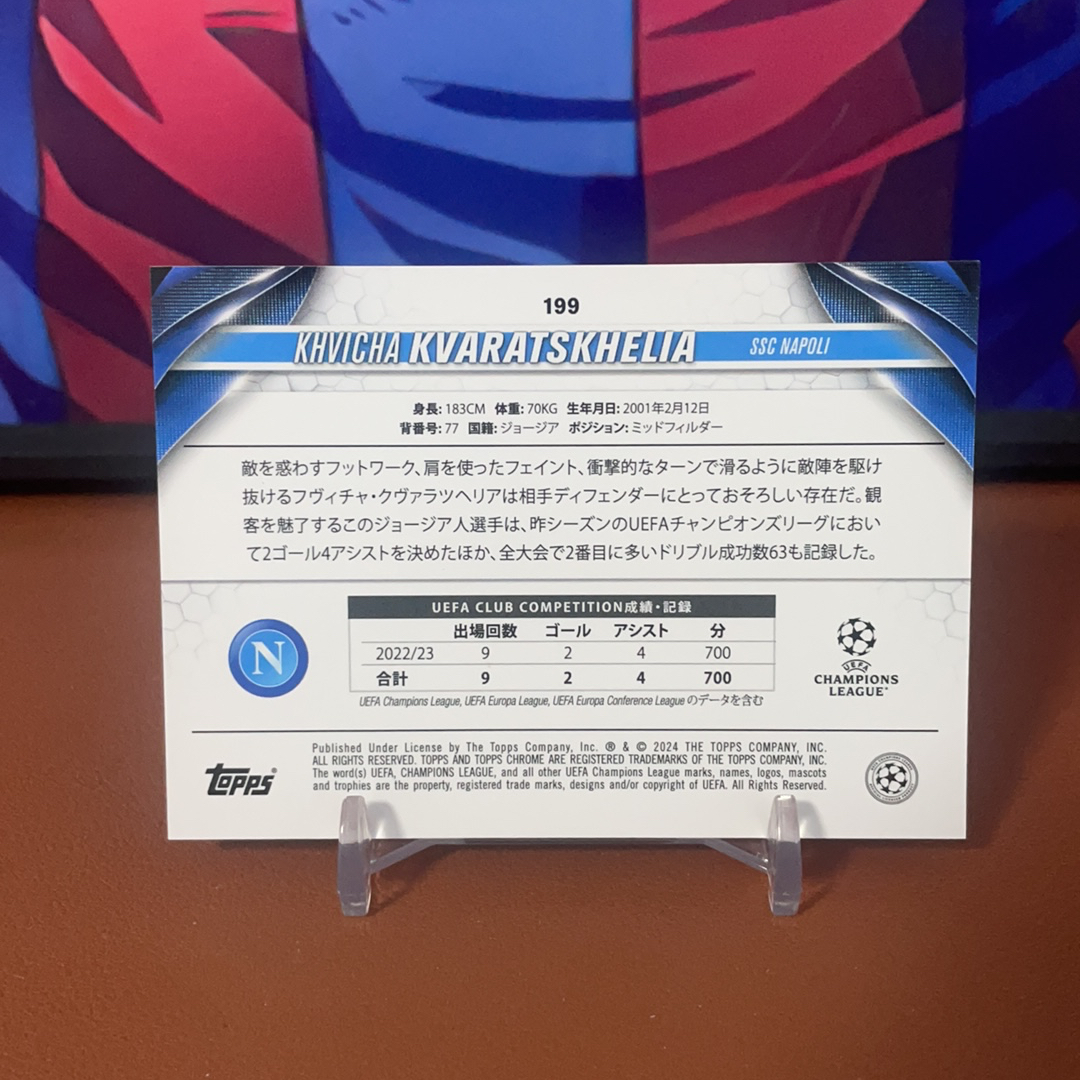 199
KHVICHA KVARATSKHELIA SSC NAPOLI
身長: 183CM 体重: 70KG 生年月日: 2001年2月12日
背番号: 77 国籍: ジョージア ポジション: ミッドフィルダー
敵を惑わすフットワーク、肩を使ったフェイント、衝撃的なターンで滑るように敵陣を駆け
抜けるフヴィチャ・クヴァラツヘリアは相手ディフェンダーにとっておそろしい存在だ。観
客を魅了するこのジョージア人選手は、昨シーズンのUEFAチャンピオンズリーグにおい
て2ゴール4アシストを決めたほか、全大会で2番目に多いドリブル成功数63も記録した。
UEFA CLUB COMPETITION成績・記録
出場回数 ゴール アシスト 分
2022/23 9 2 4 700
合計 9 2 4 700
UEFA Champions League, UEFA Europa League, UEFA Europa Conference League のデータを含む
N
UEFA
CHAMPIONS
LEAGUE
topps®
Published Under License by The Topps Company, Inc. ® & © 2024 THE TOPPS COMPANY, INC.
ALL RIGHTS RESERVED. TOPPS AND TOPPS CHROME ARE REGISTERED TRADEMARKS OF THE TOPPS COMPANY, INC.
The word(s) UEFA, CHAMPIONS LEAGUE, and all other UEFA Champions League marks, names, logos, mascots
and trophies are the property, registered trade marks, designs and/or copyright of UEFA. All Rights Reserved.